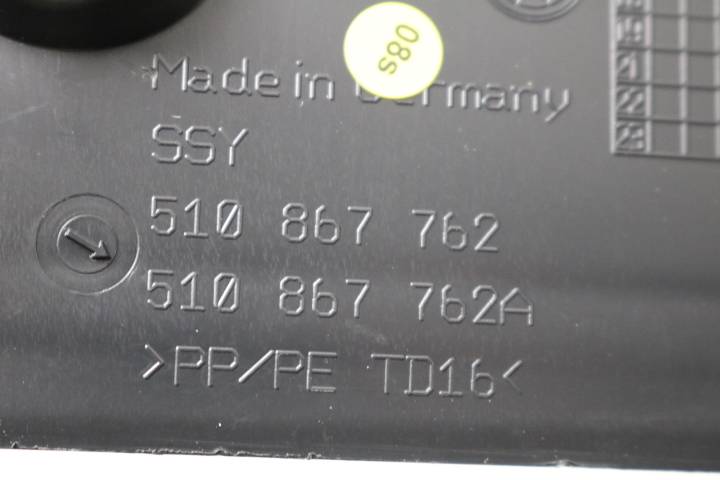 s80
Made in Germany
SSY
510 867 762
510 867 762A
>PP/PE TD16<